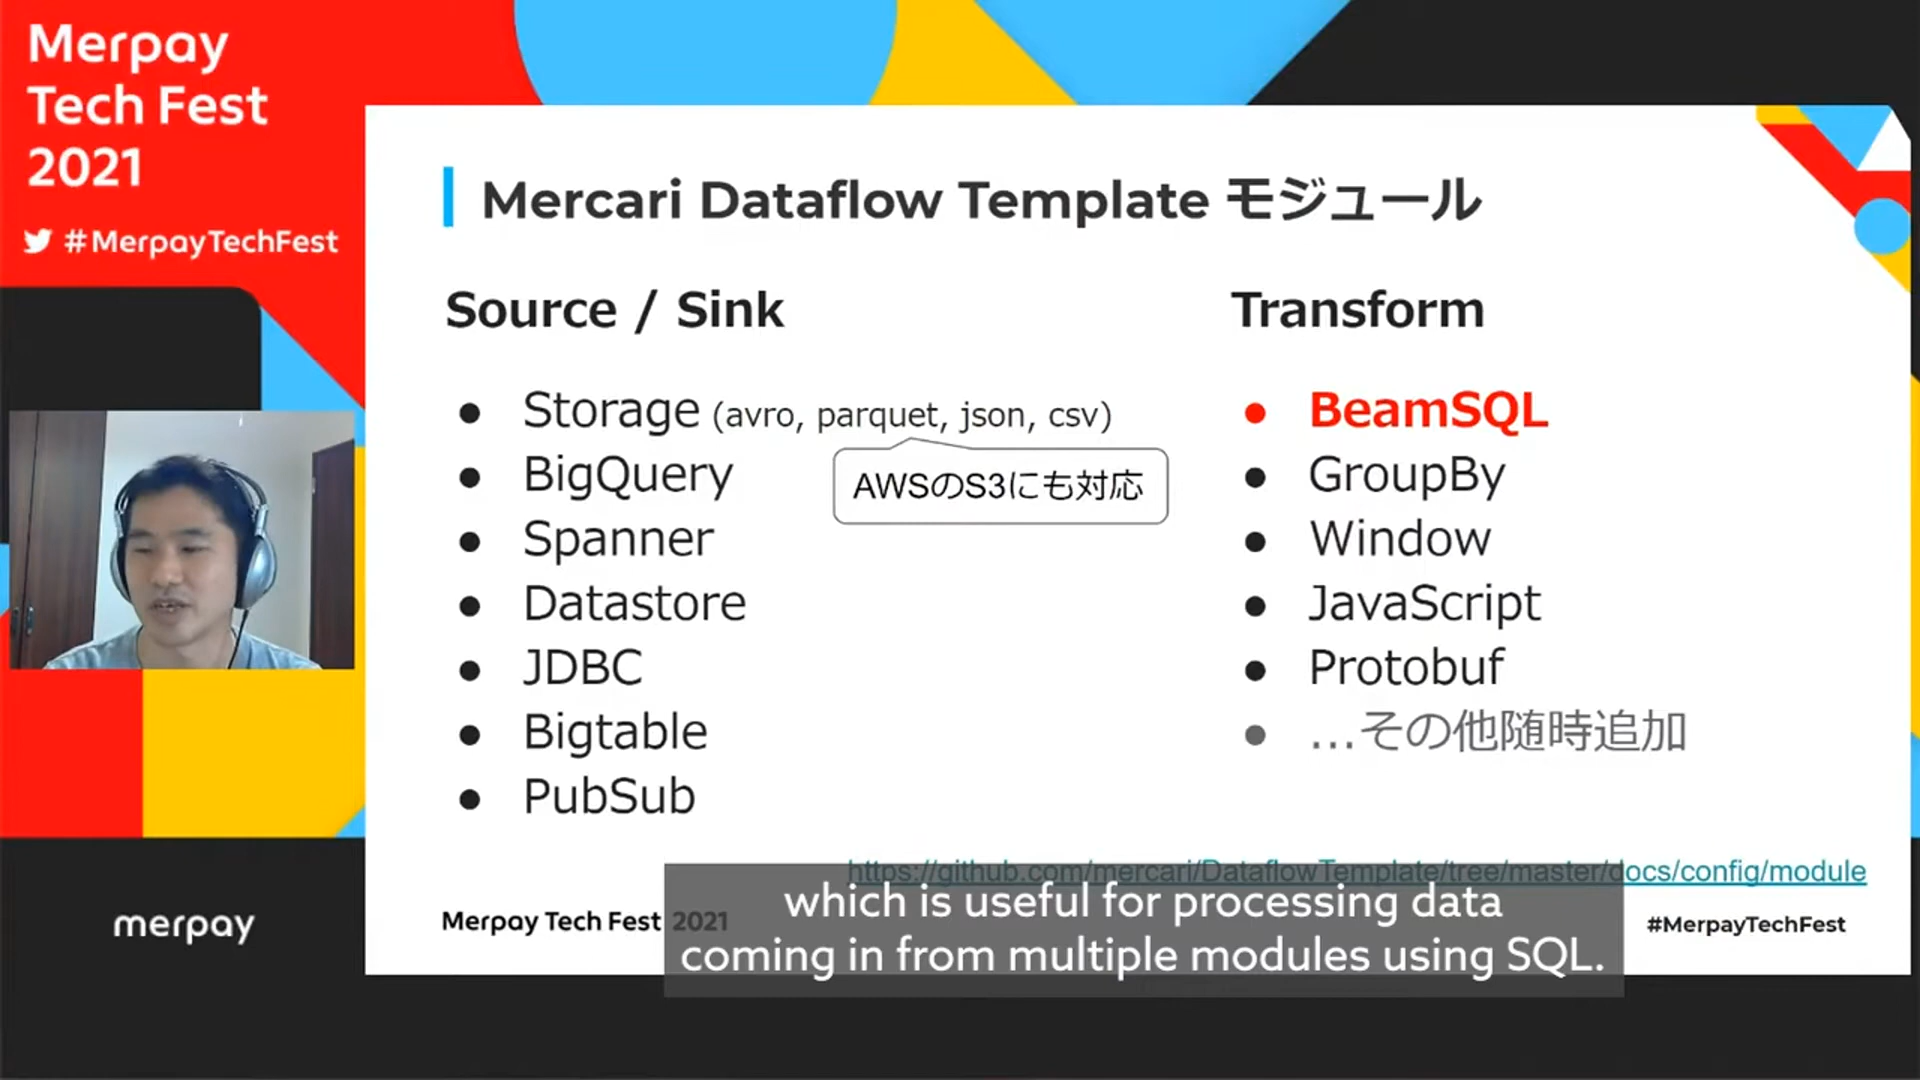 Merpay
Tech Fest
2021
#MerpayTechFest
Mercari Dataflow Template モジュール
Source / Sink
● Storage (avro, parquet, json, csv)
AWSのS3にも対応
● BigQuery
● Spanner
● Datastore
● JDBC
● Bigtable
● PubSub
Transform
● BeamSQL
● GroupBy
● Window
● JavaScript
● Protobuf
● ...その他随時追加
https://github.com/mercari/DataflowTemplate/tree/master/docs/config/module
merpay
Merpay Tech Fest 2021
#MerpayTechFest
which is useful for processing data
coming in from multiple modules using SQL.